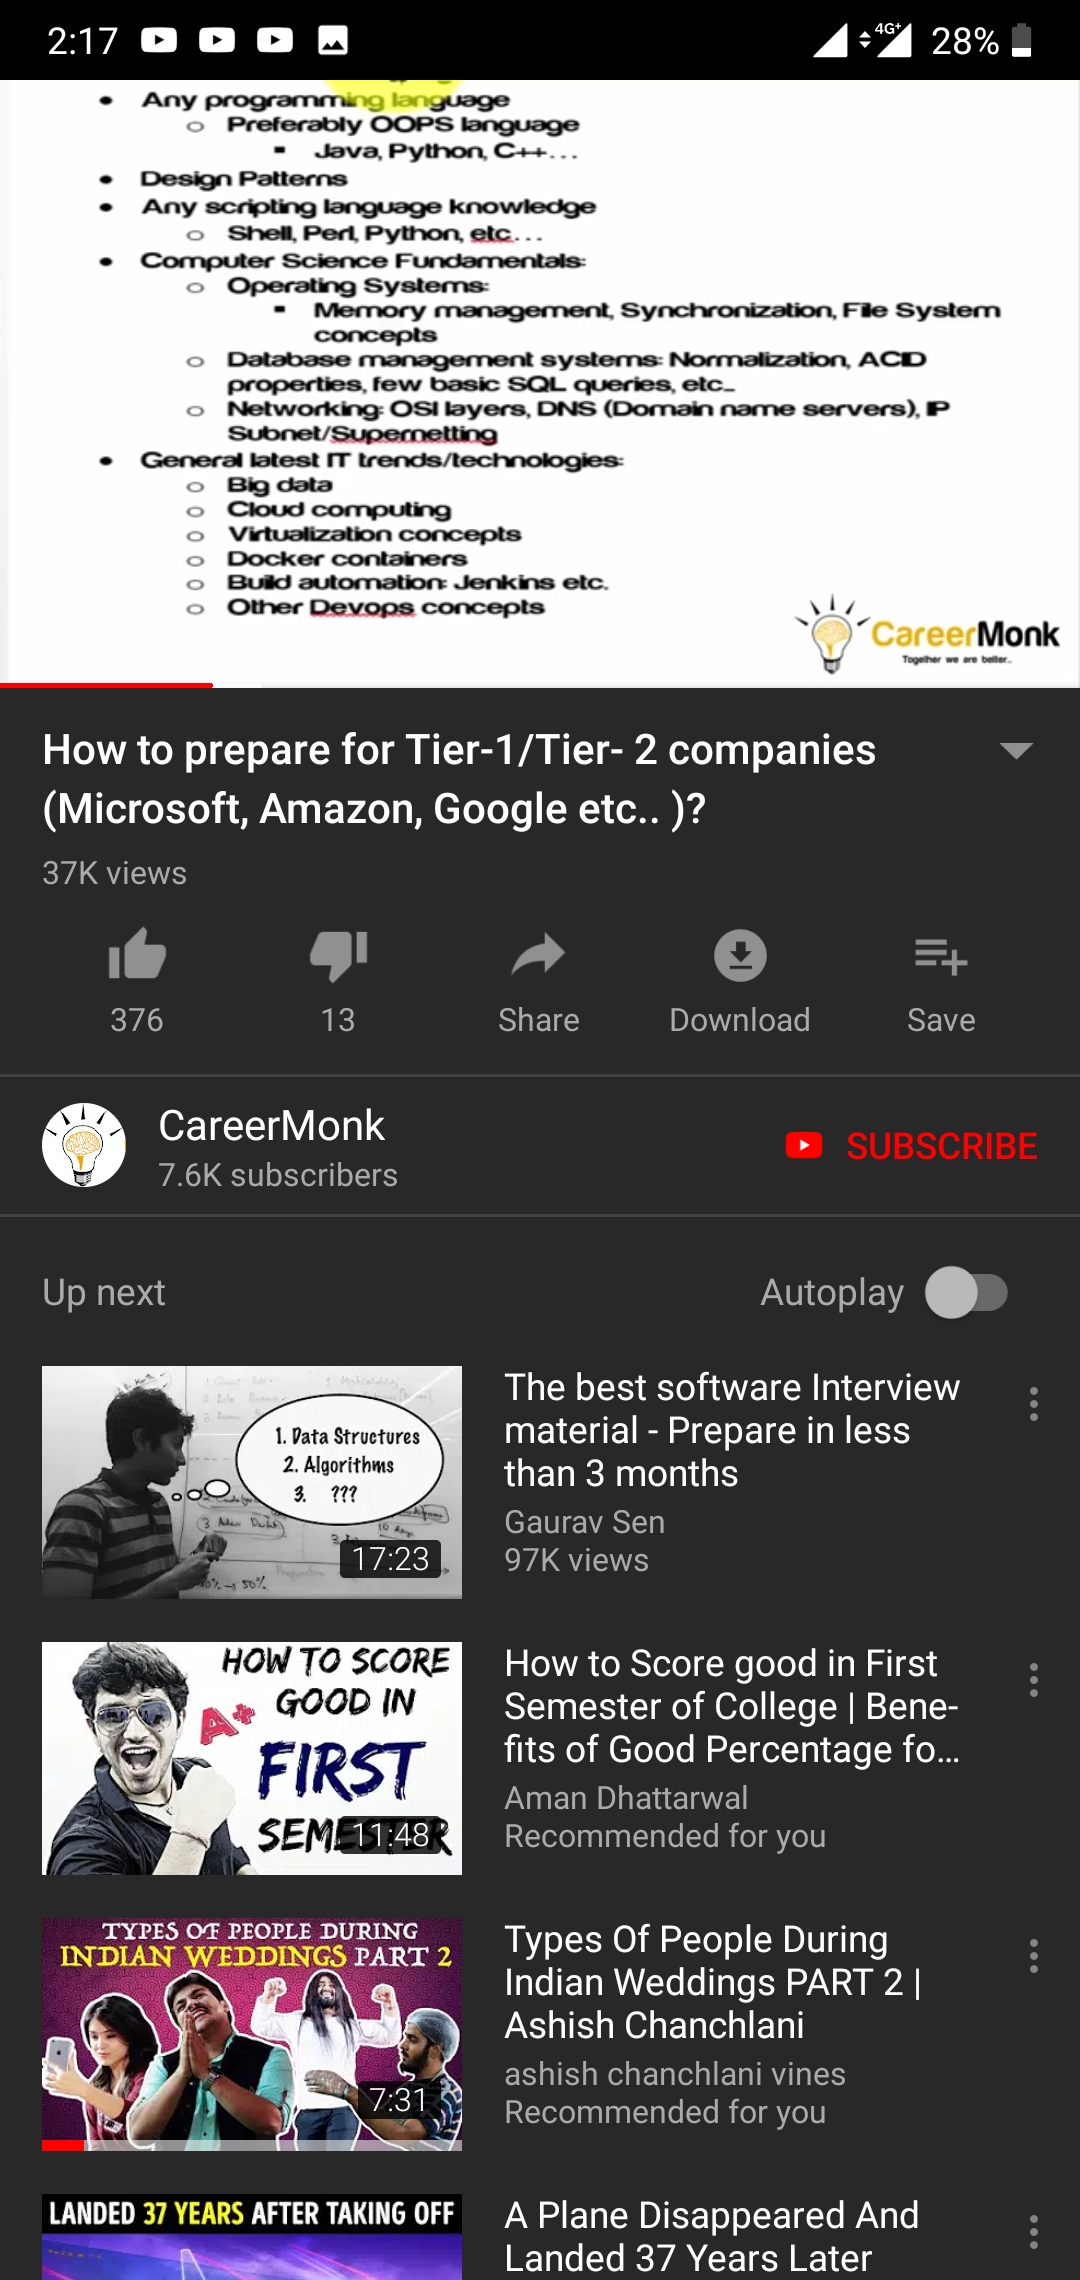 2:17
4G+
28%
• Any programming language
o Preferably OOPS language
▪ Java, Python, C++...
• Design Patterns
• Any scripting language knowledge
o Shell, Perl, Python, etc...
• Computer Science Fundamentals:
o Operating Systems:
▪ Memory management, Synchronization, File System
concepts
o Database management systems: Normalization, ACID
properties, few basic SQL queries, etc..
o Networking: OSI layers, DNS (Domain name servers), IP
Subnet/Supernetting
• General latest IT trends/technologies:
o Big data
o Cloud computing
o Virtualization concepts
o Docker containers
o Build automation: Jenkins etc.
o Other Devops concepts
CareerMonk
Together we are better..
How to prepare for Tier-1/Tier- 2 companies
(Microsoft, Amazon, Google etc.. )?
37K views
376
13
Share
Download
Save
CareerMonk
7.6K subscribers
SUBSCRIBE
Up next
Autoplay
1. Data Structures
2. Algorithms
3. ???
17:23
The best software Interview
material - Prepare in less
than 3 months
Gaurav Sen
97K views
HOW TO SCORE
GOOD IN
A+
FIRST
SEMESTER
11:48
How to Score good in First
Semester of College | Bene-
fits of Good Percentage fo...
Aman Dhattarwal
Recommended for you
TYPES OF PEOPLE DURING
INDIAN WEDDINGS PART 2
7:31
Types Of People During
Indian Weddings PART 2 |
Ashish Chanchlani
ashish chanchlani vines
Recommended for you
LANDED 37 YEARS AFTER TAKING OFF
A Plane Disappeared And
Landed 37 Years Later